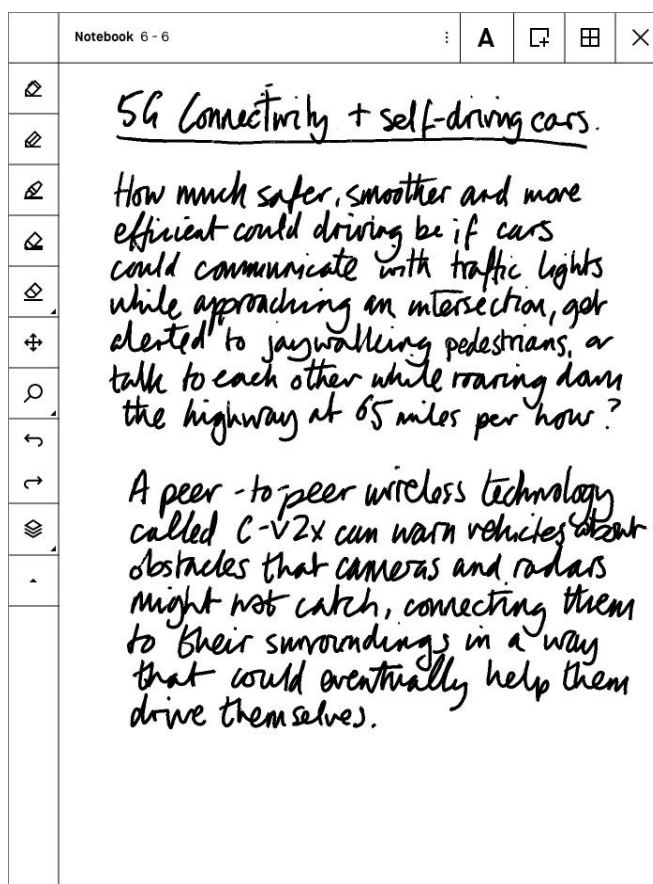 Notebook 6 - 6
A
5G Connectivity + self-driving cars.
How much safer, smoother and more
efficient could driving be if cars
could communicate with traffic lights
while approaching an intersection, get
alerted to jaywalking pedestrians, or
talk to each other while roaring down
the highway at 65 miles per hour?
A peer-to-peer wireless technology
called C-V2X can warn vehicles about
obstacles that cameras and radars
might not catch, connecting them
to their surroundings in a way
that could eventually help them
drive themselves.